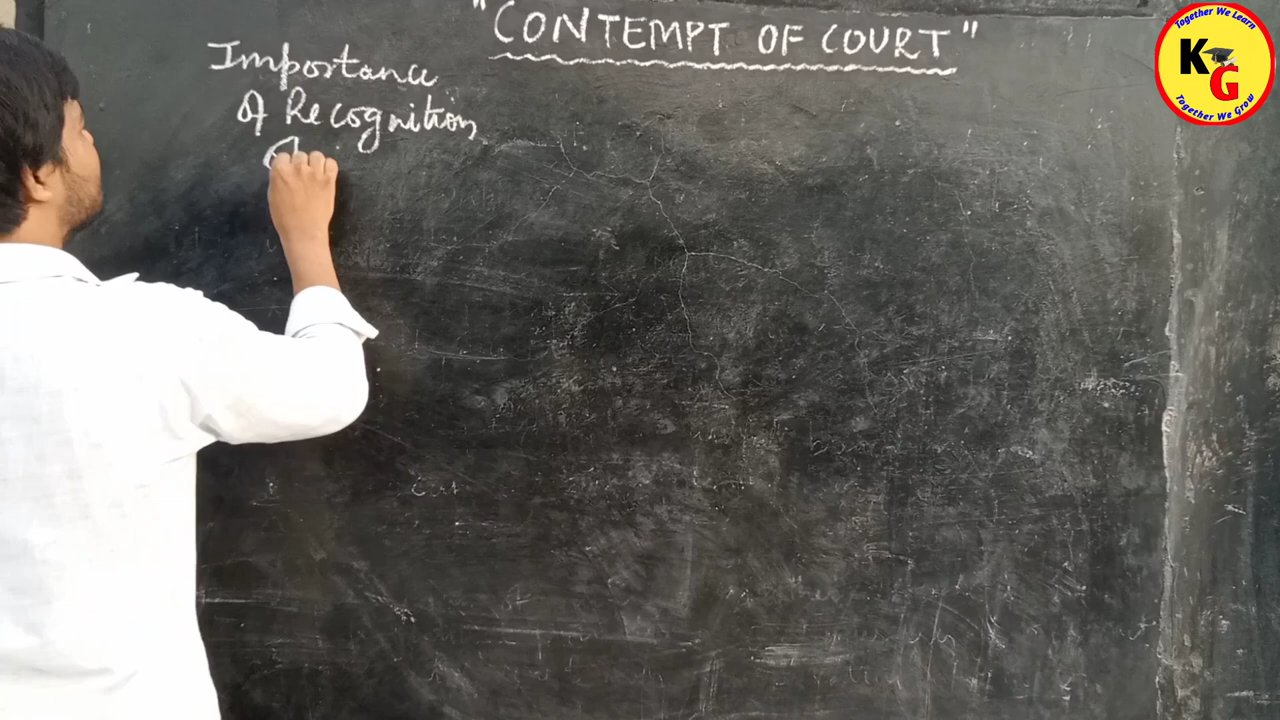 "CONTEMPT OF COURT"
Importance
Of Recognition
Together We Learn
KG
Together We Grow